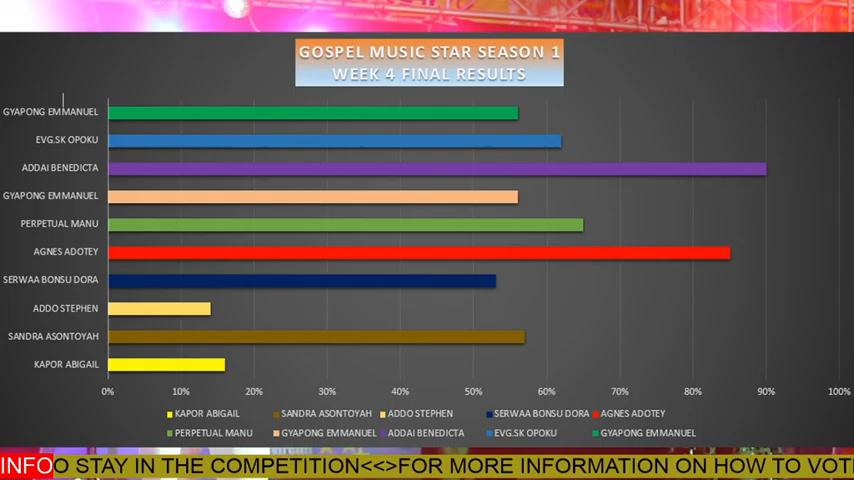 GOSPEL MUSIC STAR SEASON 1
WEEK 4 FINAL RESULTS
GYAPONG EMMANUEL
EVG.SK OPOKU
ADDAI BENEDICTA
GYAPONG EMMANUEL
PERPETUAL MANU
AGNES ADOTEY
SERWAA BONSU DORA
ADDO STEPHEN
SANDRA ASONTOYAH
KAPOR ABIGAIL
0% 10% 20% 30% 40% 50% 60% 70% 80% 90% 100%
KAPOR ABIGAIL SANDRA ASONTOYAH ADDO STEPHEN SERWAA BONSU DORA AGNES ADOTEY
PERPETUAL MANU GYAPONG EMMANUEL ADDAI BENEDICTA EVG.SK OPOKU GYAPONG EMMANUEL
INFO O STAY IN THE COMPETITION<<>FOR MORE INFORMATION ON HOW TO VOT